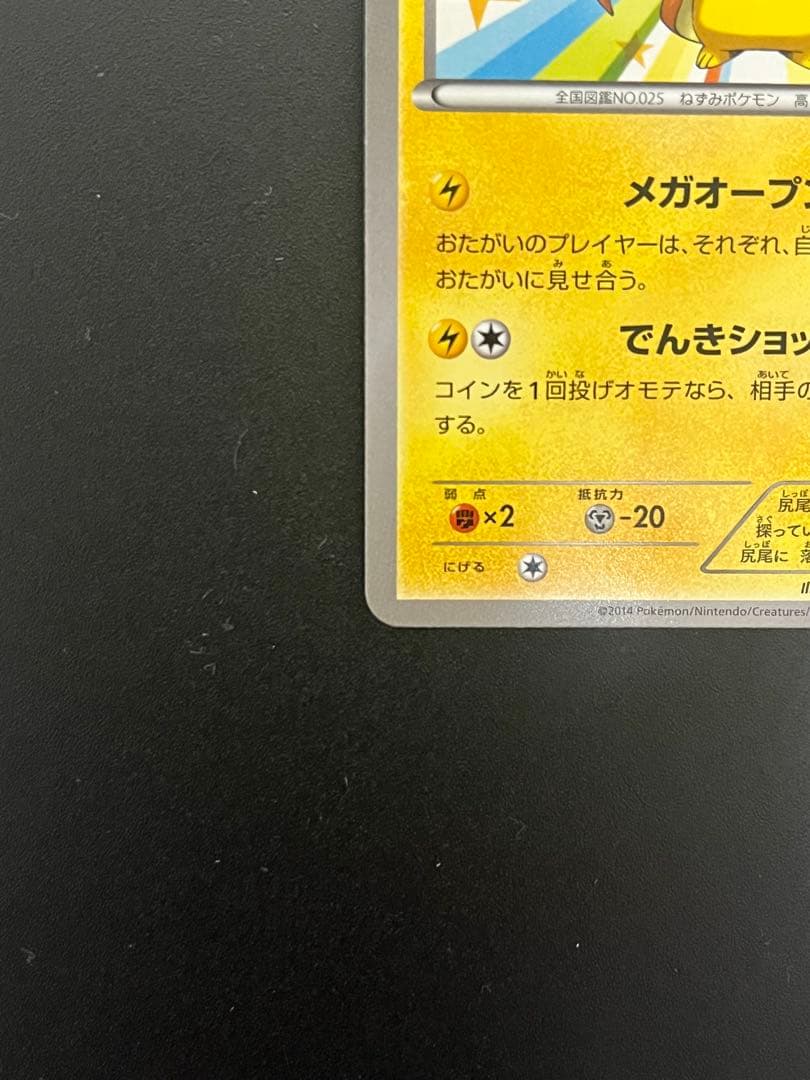 全国図鑑NO.025 ねずみポケモン 高
メガオープン
おたがいのプレイヤーは、それぞれ、自
おたがいに見せ合う。
でんきショッ
コインを1回投げオモテなら、相手の
する。
弱点 抵抗力
×2 -20
尻尾
探ってい
にげる
尻尾に 落
©2014 Pokémon/Nintendo/Creatures/